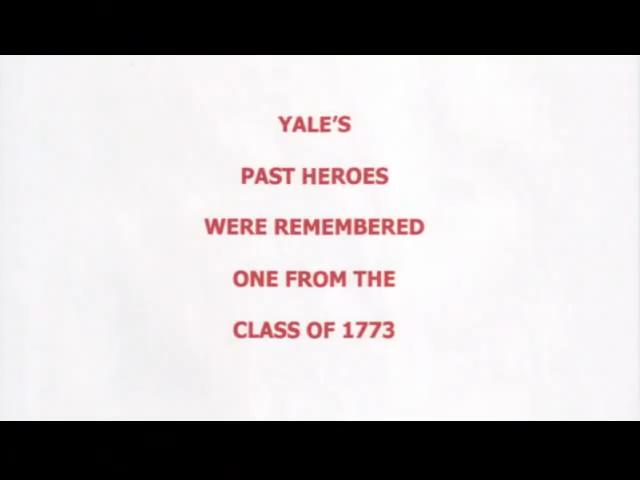 YALE'S
PAST HEROES
WERE REMEMBERED
ONE FROM THE
CLASS OF 1773